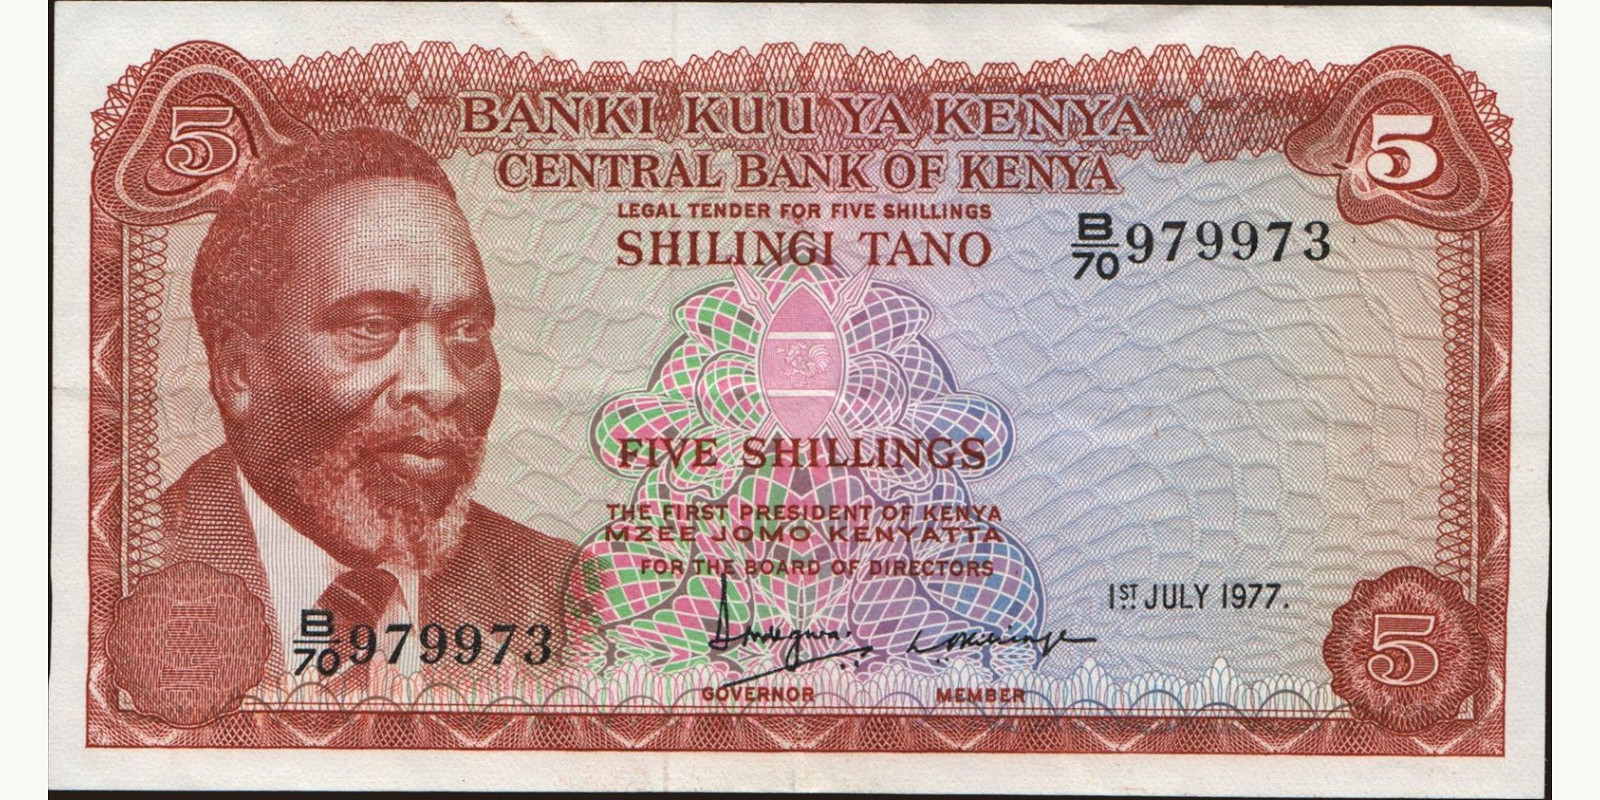 5
5
BANKI KUU YA KENYA
CENTRAL BANK OF KENYA
LEGAL TENDER FOR FIVE SHILLINGS
SHILINGI TANO
B/70 979973
FIVE SHILLINGS
THE FIRST PRESIDENT OF KENYA
MZEE JOMO KENYATTA
FOR THE BOARD OF DIRECTORS
1ST JULY 1977.
B/70 979973
GOVERNOR
MEMBER
5